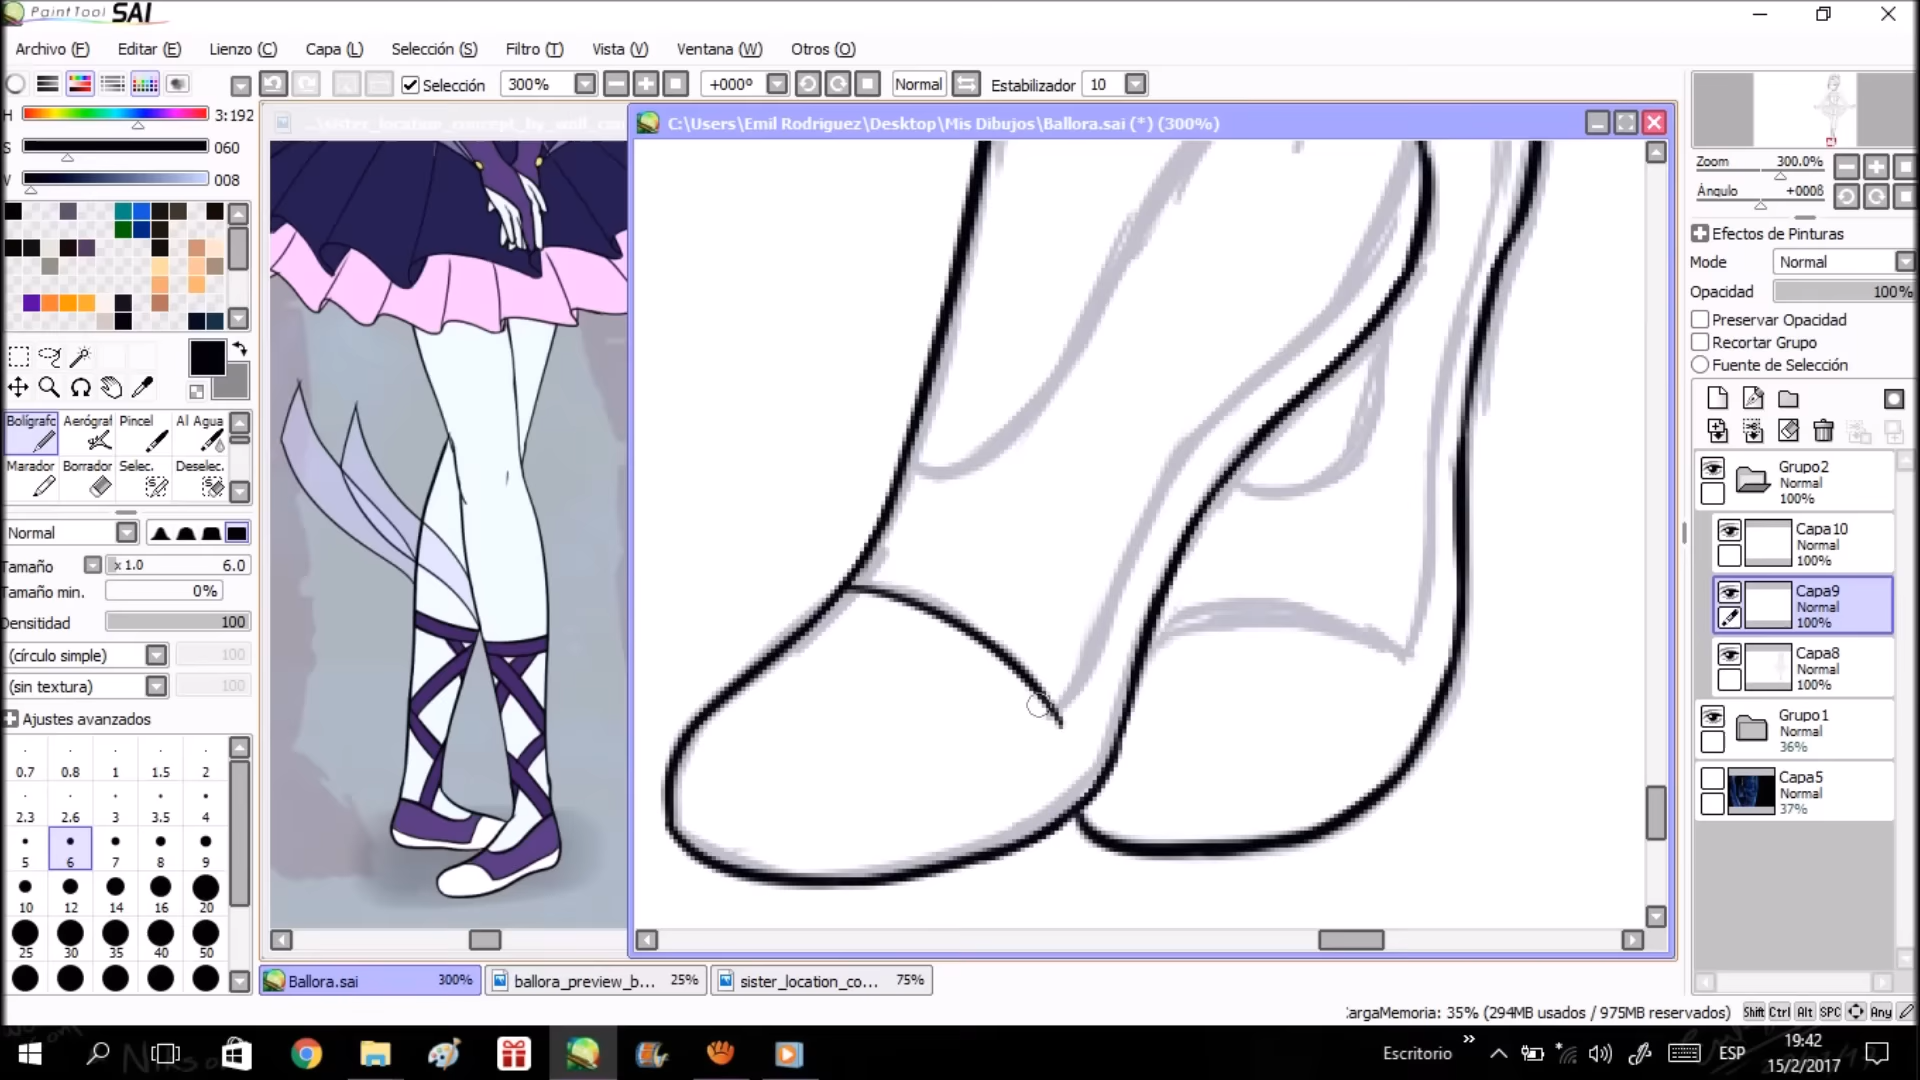 PaintTool SAI
Archivo (F) Editar (E) Lienzo (C) Capa (L) Selección (S) Filtro (T) Vista (V) Ventana (W) Otros (O)
Selección 300% +000º Normal Estabilizador 10
H 3:192
S 060
V 008
C:\Users\Emil Rodriguez\Desktop\Mis Dibujos\Ballora.sai (*) (300%)
Zoom 300.0%
Ángulo +000ß
Efectos de Pinturas
Mode Normal
Opacidad 100%
Preservar Opacidad
Recortar Grupo
Fuente de Selección
Bolígrafc Aerógraf Pincel Al Agua
Marador Borrador Selec. Deselec.
Normal
Tamaño x 1.0 6.0
Tamaño min. 0%
Densitidad 100
(círculo simple) 100
(sin textura) 100
Ajustes avanzados
0.7 0.8 1 1.5 2
2.3 2.6 3 3.5 4
5 6 7 8 9
10 12 14 16 20
25 30 35 40 50
Grupo2
Normal
100%
Capa10
Normal
100%
Capa9
Normal
100%
Capa8
Normal
100%
Grupo1
Normal
36%
Capa5
Normal
37%
Ballora.sai 300% ballora_preview_b... 25% sister_location_co... 75%
argaMemoria: 35% (294MB usados / 975MB reservados) Shift Ctrl Alt SPC Any
Escritorio ESP 19:42
15/2/2017